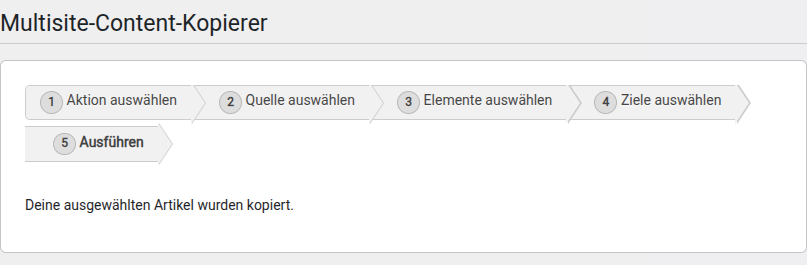 Multisite-Content-Kopierer
1 Aktion auswählen 2 Quelle auswählen 3 Elemente auswählen 4 Ziele auswählen
5 Ausführen
Deine ausgewählten Artikel wurden kopiert.